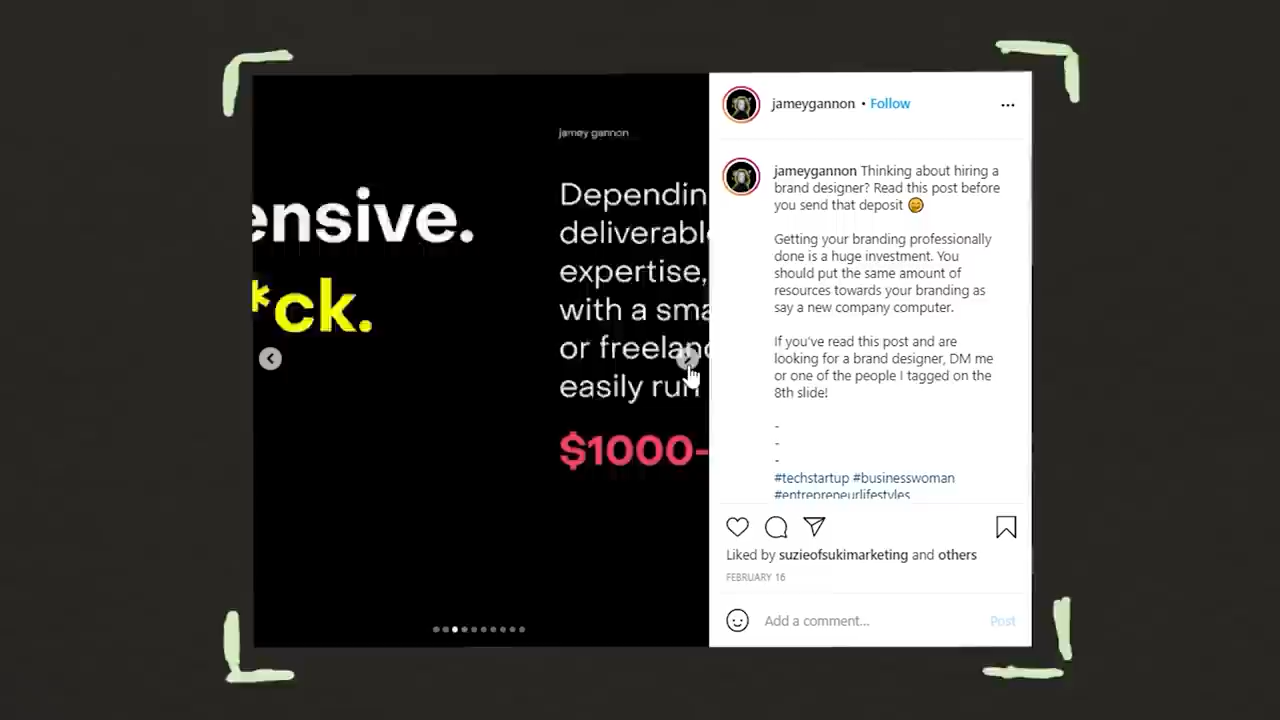 ensive.
*ck.
jamey gannon
Dependin
deliverabl
expertise,
with a sma
or freelanc
easily run
$1000-
jameygannon • Follow
jameygannon Thinking about hiring a
brand designer? Read this post before
you send that deposit 😄
Getting your branding professionally
done is a huge investment. You
should put the same amount of
resources towards your branding as
say a new company computer.
If you've read this post and are
looking for a brand designer, DM me
or one of the people I tagged on the
8th slide!
-
-
-
#techstartup #businesswoman
#entrepreneurlifestyles
Liked by suzieofsukimarketing and others
FEBRUARY 16
Add a comment... Post